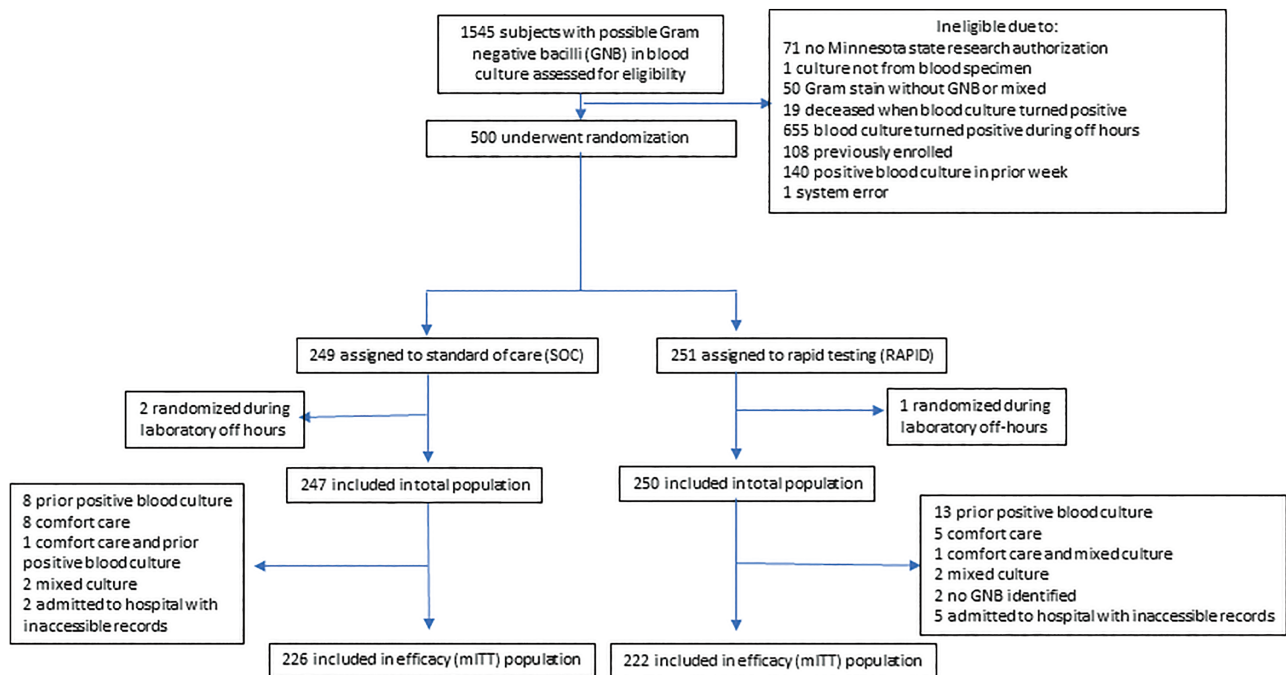 1545 subjects with possible Gram
negative bacilli (GNB) in blood
culture assessed for eligibility
Ineligible due to:
71 no Minnesota state research authorization
1 culture not from blood specimen
50 Gram stain without GNB or mixed
19 deceased when blood culture turned positive
655 blood culture turned positive during off hours
108 previously enrolled
140 positive blood culture in prior week
1 system error
500 underwent randomization
249 assigned to standard of care (SOC)
251 assigned to rapid testing (RAPID)
2 randomized during
laboratory off hours
1 randomized during
laboratory off-hours
247 included in total population
250 included in total population
8 prior positive blood culture
8 comfort care
1 comfort care and prior
positive blood culture
2 mixed culture
2 admitted to hospital with
inaccessible records
13 prior positive blood culture
5 comfort care
1 comfort care and mixed culture
2 mixed culture
2 no GNB identified
5 admitted to hospital with inaccessible records
226 included in efficacy (mITT) population
222 included in efficacy (mITT) population